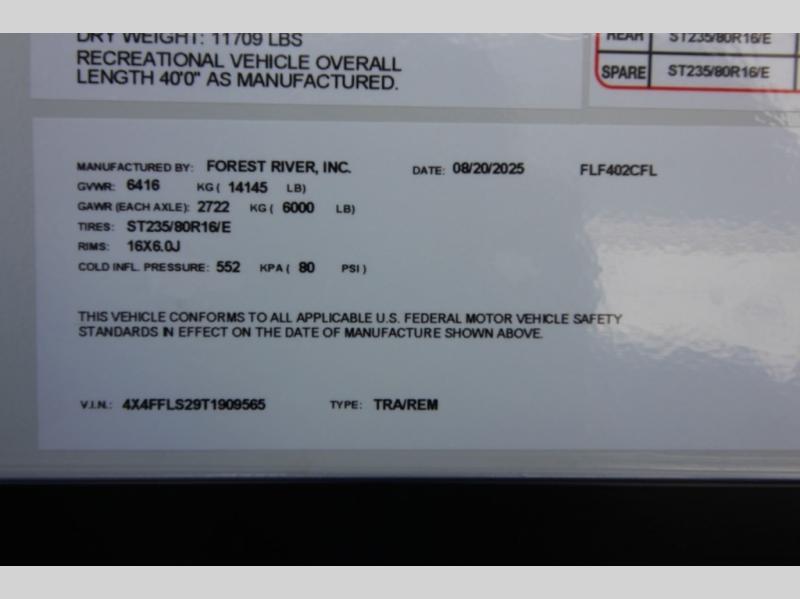 DRY WEIGHT: 11709 LBS
RECREATIONAL VEHICLE OVERALL
LENGTH 40'0" AS MANUFACTURED.
REAR ST235/80R16/E
SPARE ST235/80R16/E
MANUFACTURED BY: FOREST RIVER, INC. DATE: 08/20/2025 FLF402CFL
GVWR: 6416 KG ( 14145 LB)
GAWR (EACH AXLE): 2722 KG ( 6000 LB)
TIRES: ST235/80R16/E
RIMS: 16X6.0J
COLD INFL. PRESSURE: 552 KPA ( 80 PSI )
THIS VEHICLE CONFORMS TO ALL APPLICABLE U.S. FEDERAL MOTOR VEHICLE SAFETY
STANDARDS IN EFFECT ON THE DATE OF MANUFACTURE SHOWN ABOVE.
V.I.N.: 4X4FFLS29T1909565 TYPE: TRA/REM